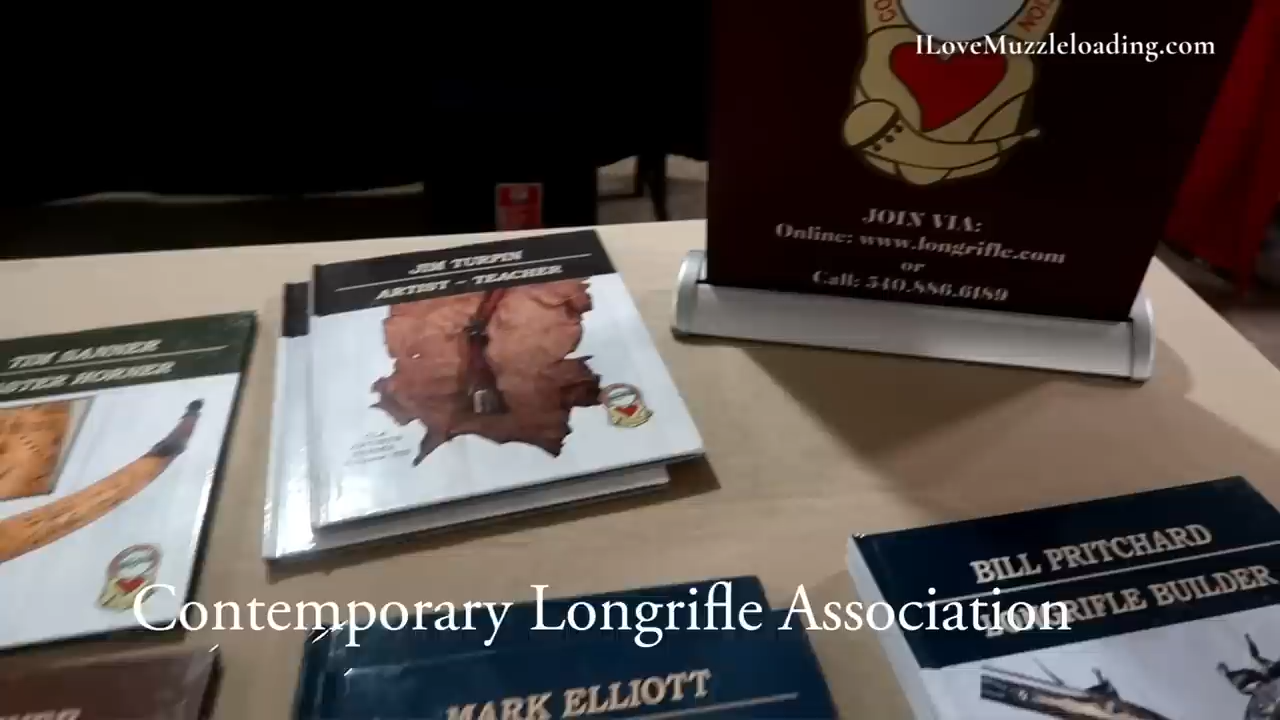 ILoveMuzzleloading.com
JOIN VIA:
Online: www.longrifle.com
or
Call: 540.886.6189
JIM TURPIN
ARTIST - TEACHER
TIM SANNER
ASTER HORNER
BILL PRITCHARD
LONGRIFLE BUILDER
Contemporary Longrifle Association
MARK ELLIOTT